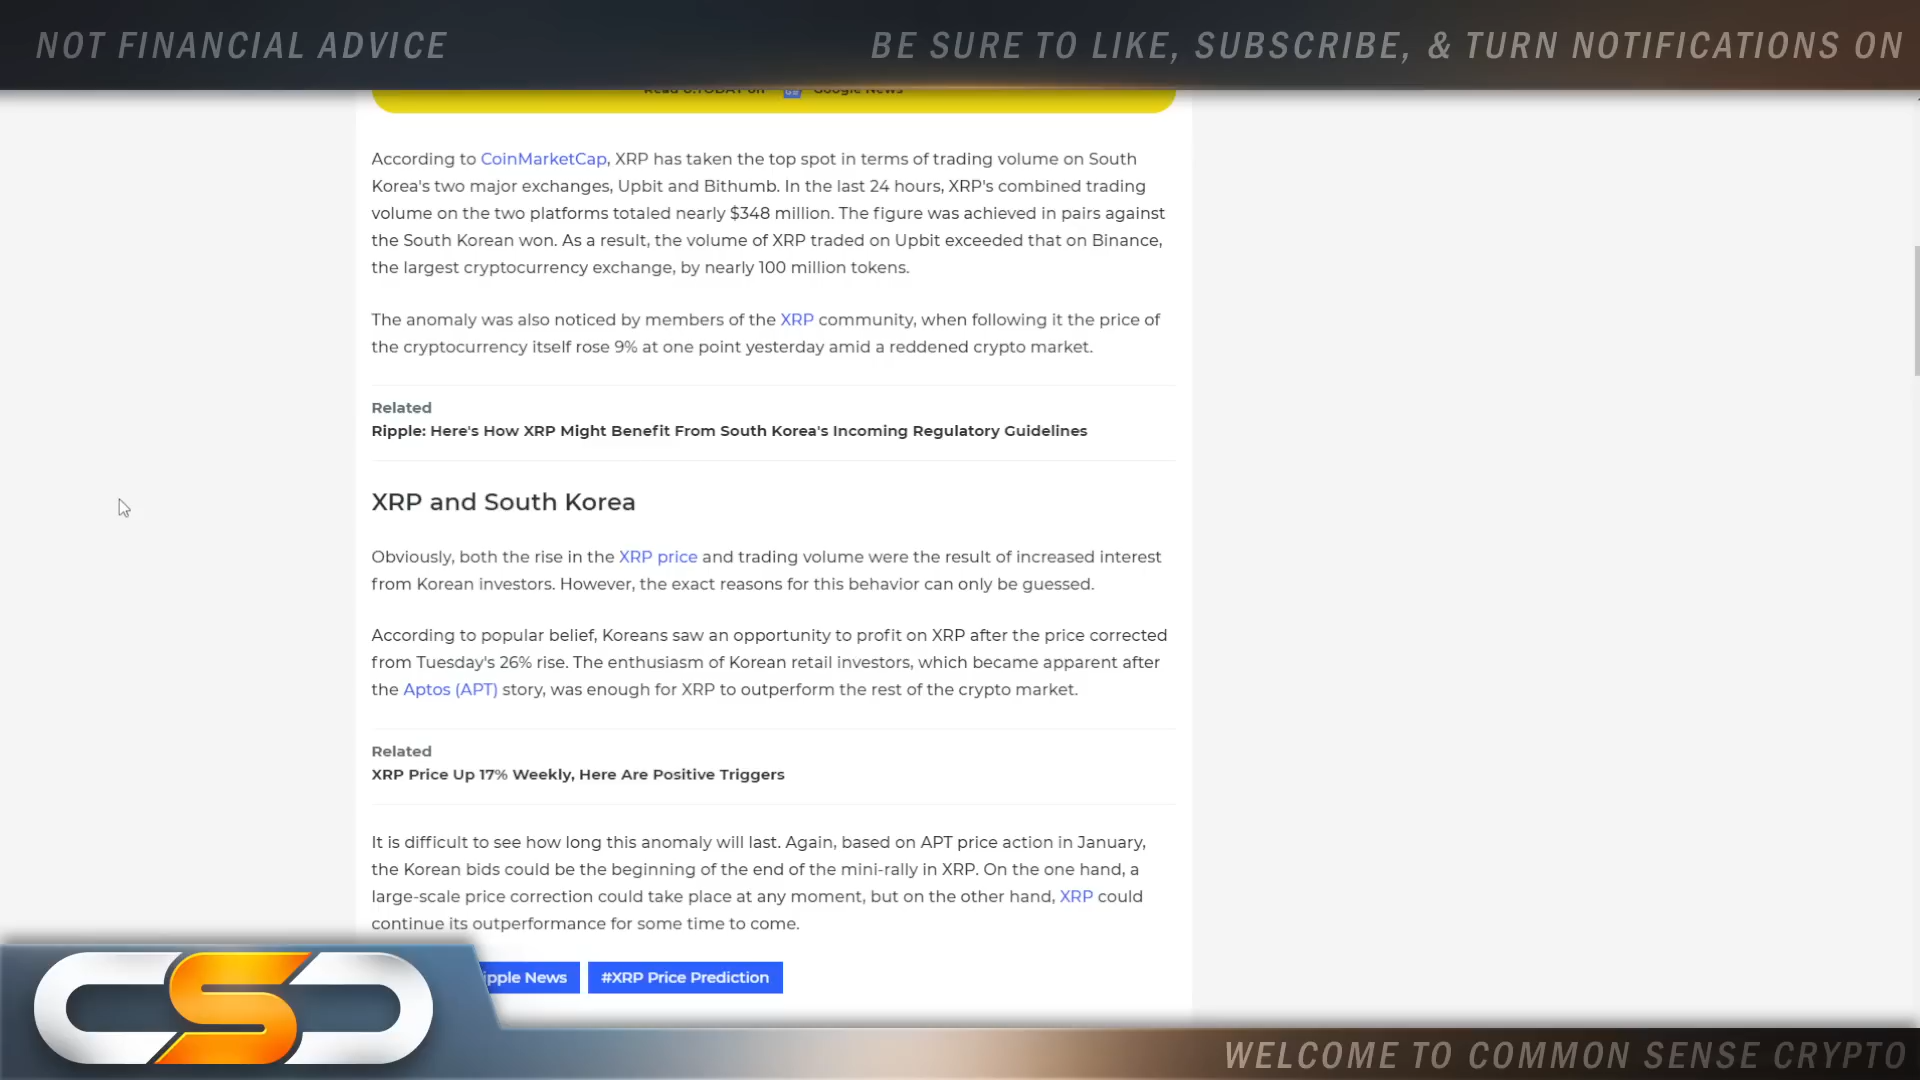 NOT FINANCIAL ADVICE
BE SURE TO LIKE, SUBSCRIBE, & TURN NOTIFICATIONS ON
Read U.TODAY on Google News
According to CoinMarketCap, XRP has taken the top spot in terms of trading volume on South
Korea's two major exchanges, Upbit and Bithumb. In the last 24 hours, XRP's combined trading
volume on the two platforms totaled nearly $348 million. The figure was achieved in pairs against
the South Korean won. As a result, the volume of XRP traded on Upbit exceeded that on Binance,
the largest cryptocurrency exchange, by nearly 100 million tokens.
The anomaly was also noticed by members of the XRP community, when following it the price of
the cryptocurrency itself rose 9% at one point yesterday amid a reddened crypto market.
Related
Ripple: Here's How XRP Might Benefit From South Korea's Incoming Regulatory Guidelines
XRP and South Korea
Obviously, both the rise in the XRP price and trading volume were the result of increased interest
from Korean investors. However, the exact reasons for this behavior can only be guessed.
According to popular belief, Koreans saw an opportunity to profit on XRP after the price corrected
from Tuesday's 26% rise. The enthusiasm of Korean retail investors, which became apparent after
the Aptos (APT) story, was enough for XRP to outperform the rest of the crypto market.
Related
XRP Price Up 17% Weekly, Here Are Positive Triggers
It is difficult to see how long this anomaly will last. Again, based on APT price action in January,
the Korean bids could be the beginning of the end of the mini-rally in XRP. On the one hand, a
large-scale price correction could take place at any moment, but on the other hand, XRP could
continue its outperformance for some time to come.
ipple News
#XRP Price Prediction
CSC
WELCOME TO COMMON SENSE CRYPTO